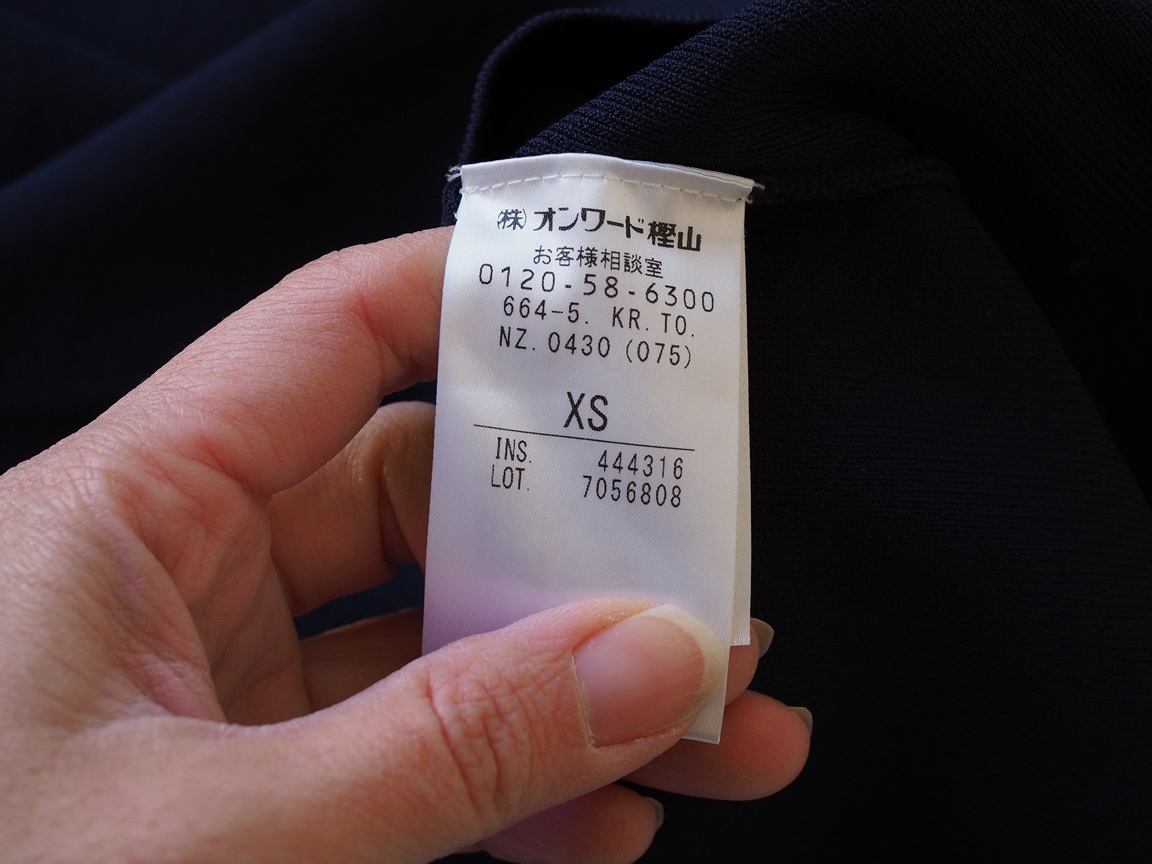 (株)オンワード樫山
お客様相談室
0120-58-6300
664-5. KR. TO.
NZ. 0430 (075)
XS
INS. 444316
LOT. 7056808